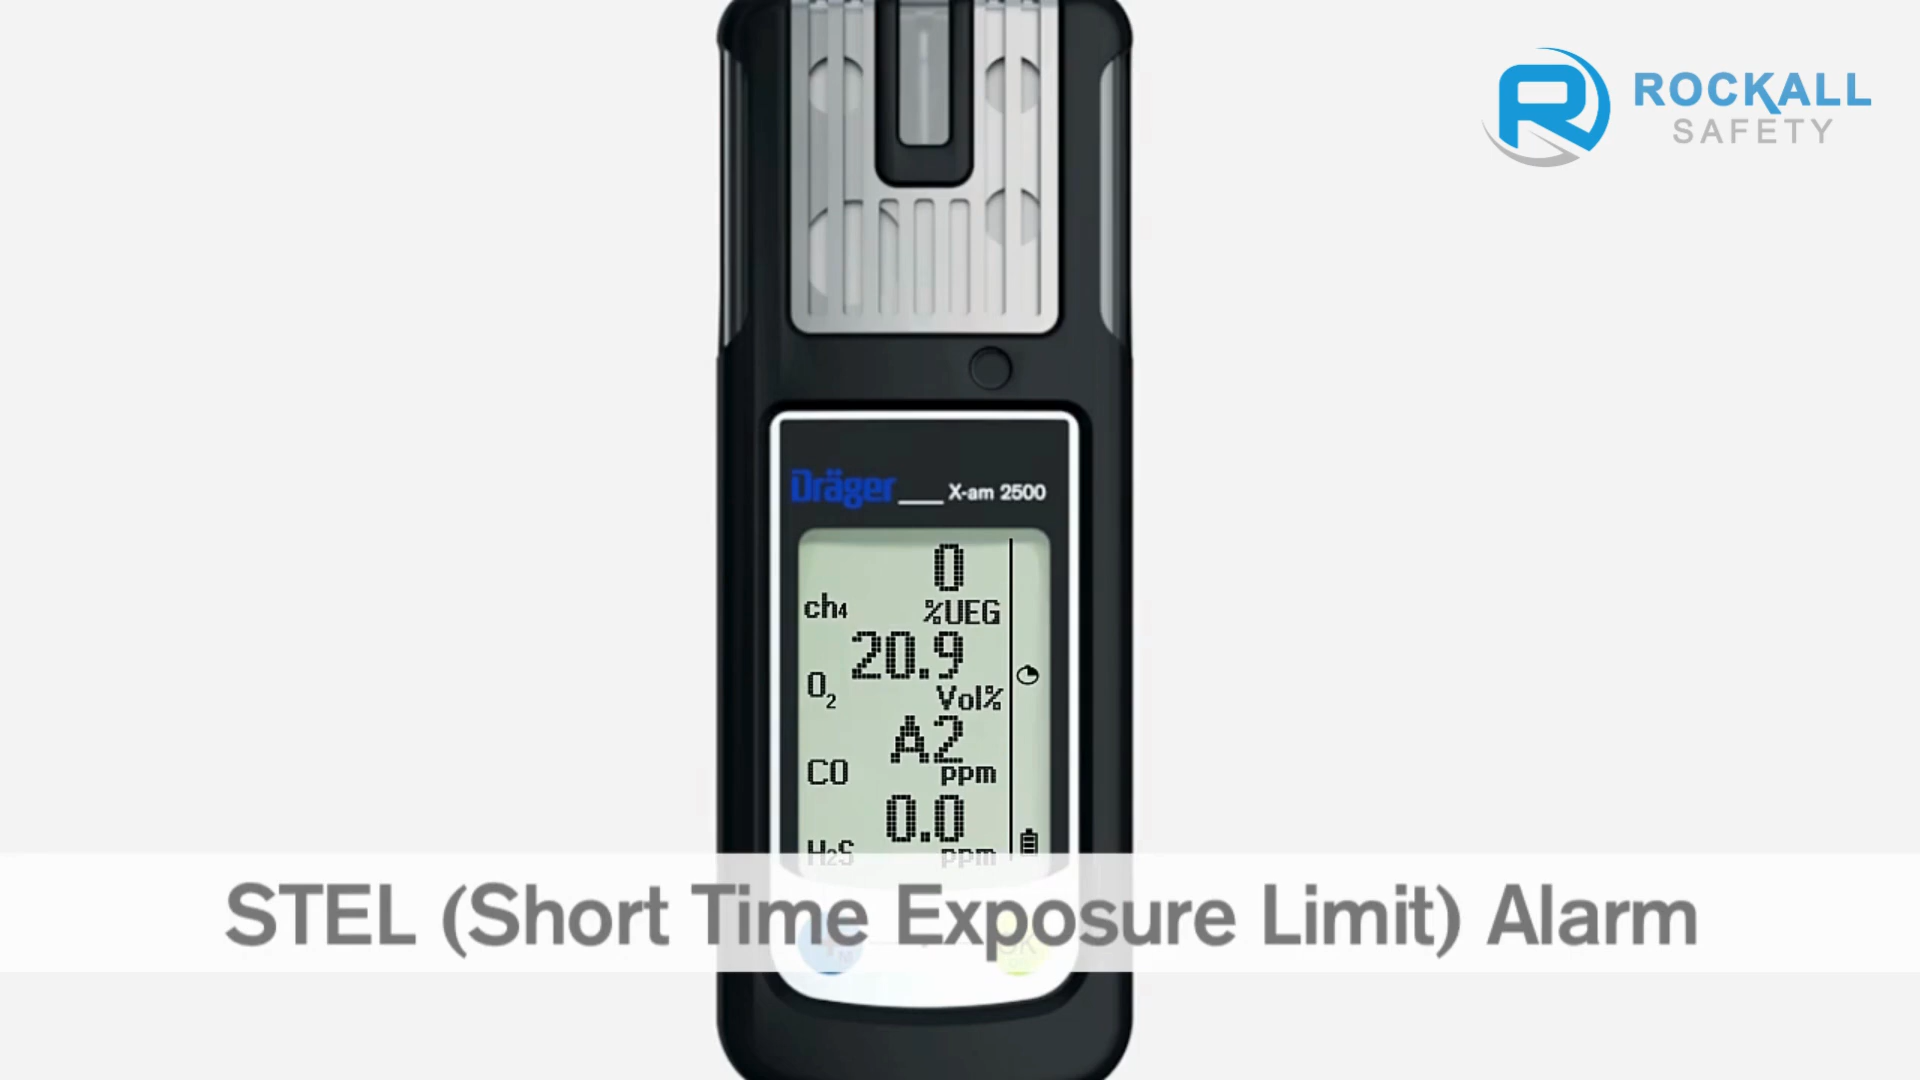 ROCKALL
SAFETY
Dräger X-am 2500
0
ch4 %UEG
20.9
O2 Vol%
A2
CO ppm
0.0
H2S ppm
STEL (Short Time Exposure Limit) Alarm